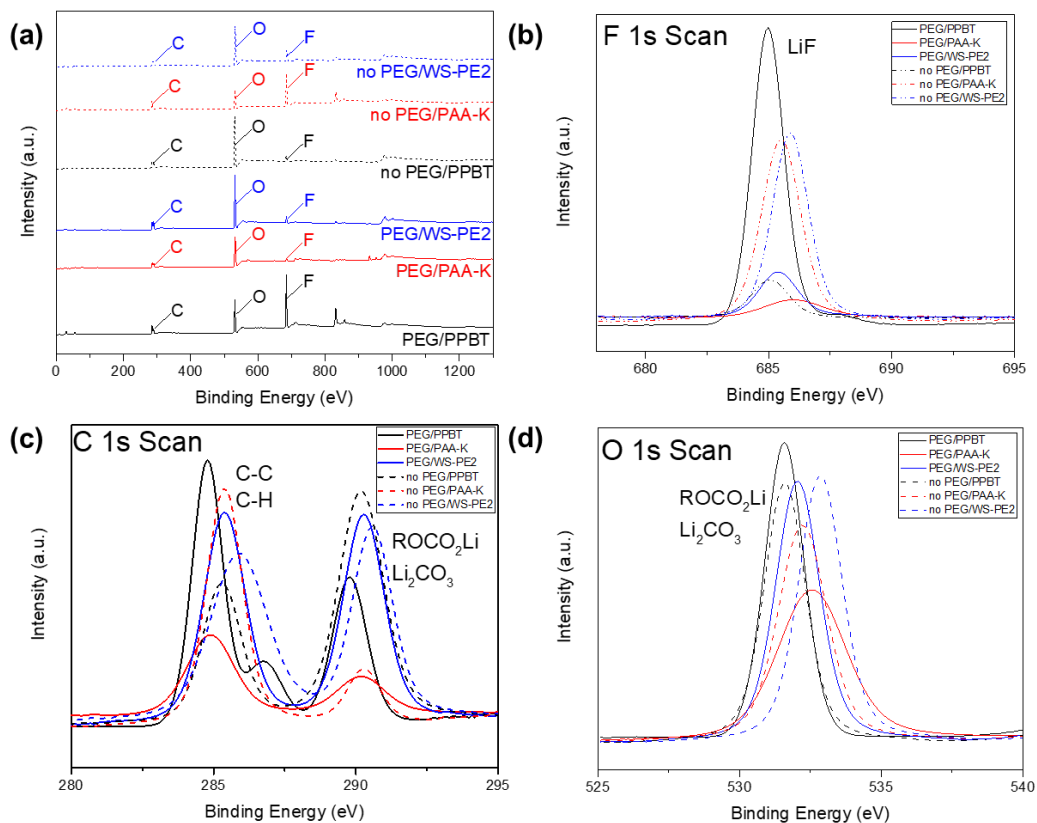 (a)
C
O
F
no PEG/WS-PE2
C
O
F
no PEG/PAA-K
C
O
F
no PEG/PPBT
C
O
F
PEG/WS-PE2
C
O
F
PEG/PAA-K
C
O
F
PEG/PPBT
Intensity (a.u.)
0
200
400
600
800
1000
1200
Binding Energy (eV)
(b)
F 1s Scan
LiF
PEG/PPBT
PEG/PAA-K
PEG/WS-PE2
no PEG/PPBT
no PEG/PAA-K
no PEG/WS-PE2
Intensity (a.u.)
680
685
690
695
Binding Energy (eV)
(c)
C 1s Scan
C-C
C-H
PEG/PPBT
PEG/PAA-K
PEG/WS-PE2
no PEG/PPBT
no PEG/PAA-K
no PEG/WS-PE2
ROCO₂Li
Li₂CO₃
Intensity (a.u.)
280
285
290
295
Binding Energy (eV)
(d)
O 1s Scan
ROCO₂Li
Li₂CO₃
PEG/PPBT
PEG/PAA-K
PEG/WS-PE2
no PEG/PPBT
no PEG/PAA-K
no PEG/WS-PE2
Intensity (a.u.)
525
530
535
540
Binding Energy (eV)